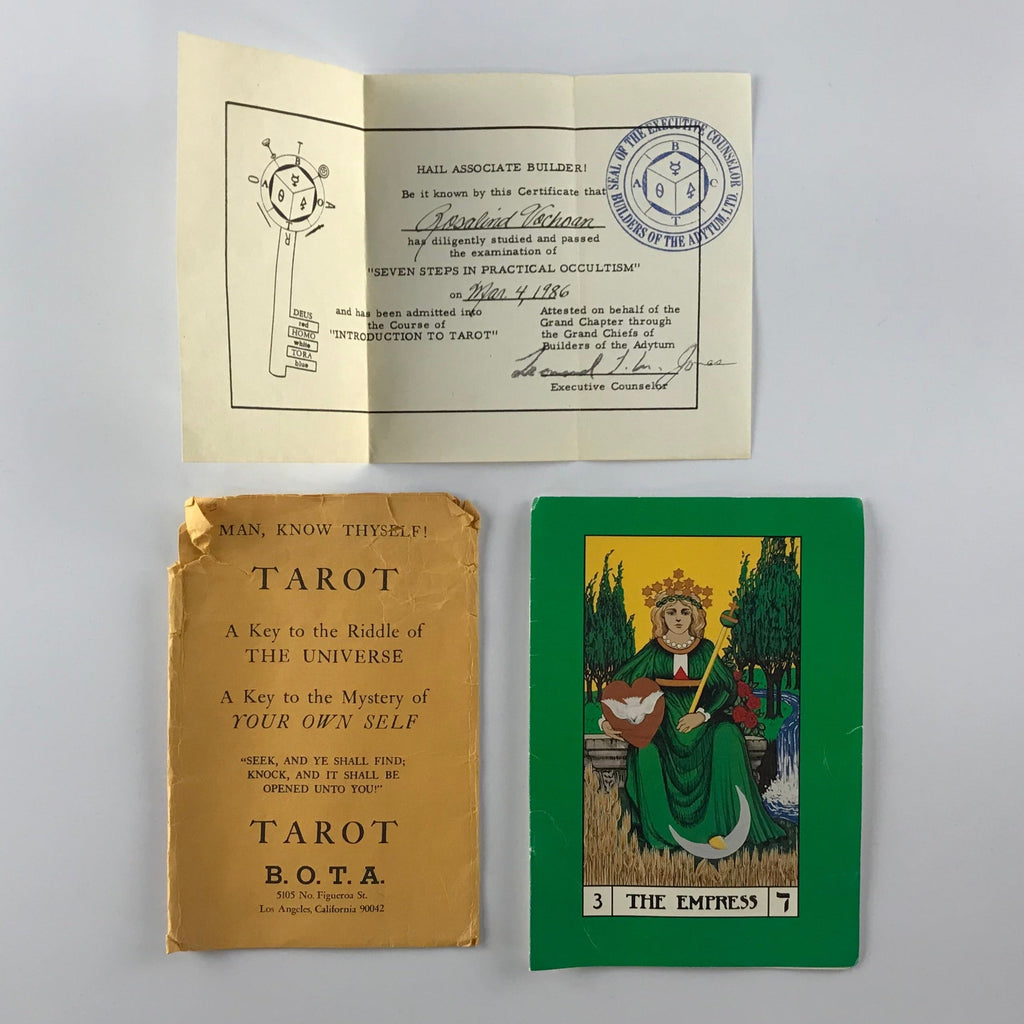 HAIL ASSOCIATE BUILDER!
Be it known by this Certificate that
Rosalind
has diligently studied and passed
the examination of
"SEVEN STEPS IN PRACTICAL OCCULTISM"
on Mar. 4, 1986
and has been admitted into
the Course of
"INTRODUCTION TO TAROT"
Attested on behalf of the
Grand Chapter through
the Grand Chiefs of
Builders of the Adytum
Jones
Executive Counselor
SEAL OF THE EXECUTIVE COUNSELOR
BUILDERS OF THE ADYTUM LTD.
B
A C
T
☿
θ
T
O A
R
A O
T
θ
DEUS
red
HOMO
white
TORA
blue
MAN, KNOW THYSELF!
TAROT
A Key to the Riddle of
THE UNIVERSE
A Key to the Mystery of
YOUR OWN SELF
"SEEK, AND YE SHALL FIND;
KNOCK, AND IT SHALL BE
OPENED UNTO YOU!"
TAROT
B. O. T. A.
5105 No. Figueroa St.
Los Angeles, California 90042
3 THE EMPRESS ד